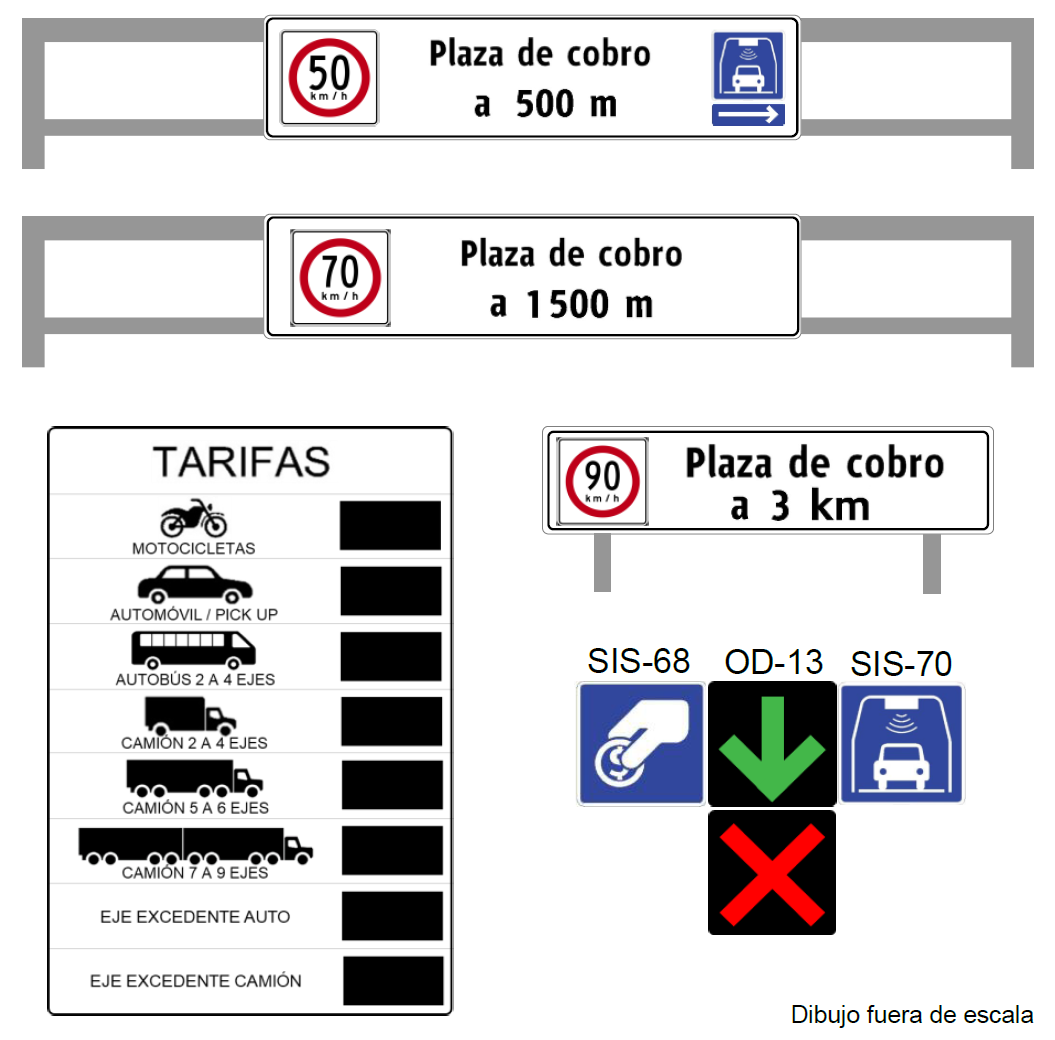 50
km/h
Plaza de cobro
a 500 m
70
km/h
Plaza de cobro
a 1500 m
TARIFAS
MOTOCICLETAS
AUTOMÓVIL / PICK UP
AUTOBÚS 2 A 4 EJES
CAMIÓN 2 A 4 EJES
CAMIÓN 5 A 6 EJES
CAMIÓN 7 A 9 EJES
EJE EXCEDENTE AUTO
EJE EXCEDENTE CAMIÓN
90
km/h
Plaza de cobro
a 3 km
SIS-68 OD-13 SIS-70
$
Dibujo fuera de escala